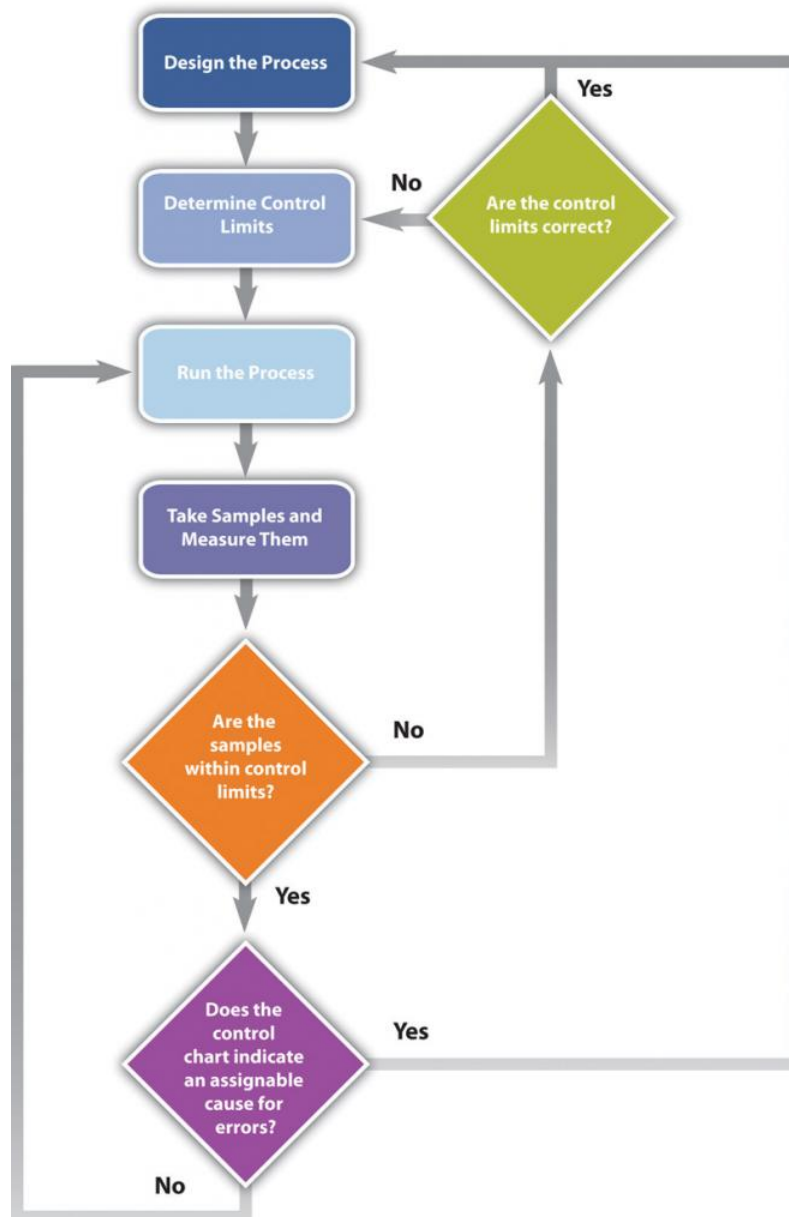 Design the Process
Yes
Determine Control
Limits
No
Are the control
limits correct?
Run the Process
Take Samples and
Measure Them
Are the
samples
within control
limits?
No
Yes
Does the
control
chart indicate
an assignable
cause for
errors?
Yes
No